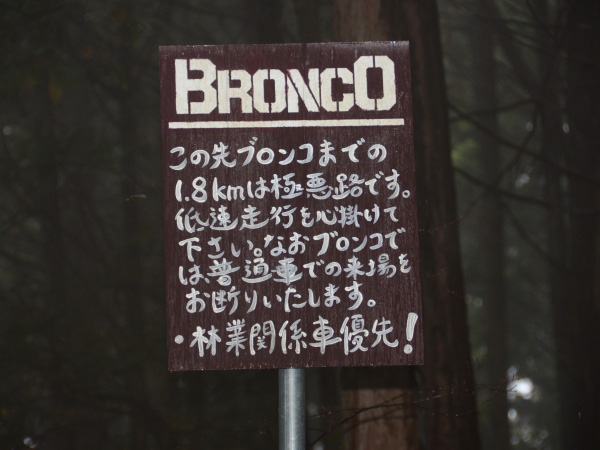 BRONCO
この先ブロンコまでの
1.8kmは極悪路です。
低速走行を心掛けて
下さい。なおブロンコで
は、普通車での来場を
お断りいたします。
・林業関係車優先!